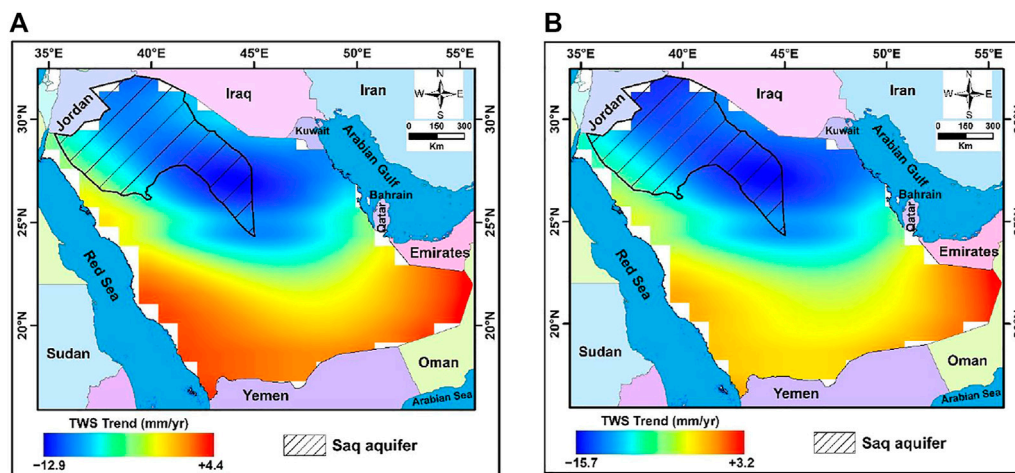 A
35°E 40°E 45°E 50°E 55°E
30°N
25°N
20°N
Jordan
Iraq
Iran
N
W E
S
0 160 300
Km
Kuwait
Arabian Gulf
Bahrain
Qatar
Emirates
Red Sea
Sudan
Oman
Yemen
Arabian Sea
TWS Trend (mm/yr)
−12.9 +4.4
Saq aquifer
B
35°E 40°E 45°E 50°E 55°E
30°N
25°N
20°N
30°N
Jordan
Iraq
Iran
N
W E
S
0 160 300
Km
Kuwait
Arabian Gulf
Bahrain
Qatar
Emirates
Red Sea
Sudan
Oman
Yemen
Arabian Sea
TWS Trend (mm/yr)
−15.7 +3.2
Saq aquifer